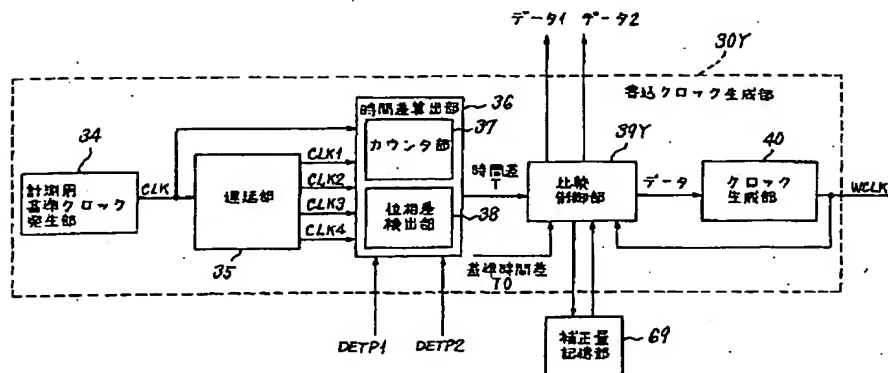 データ1 データ2
30Y
書込クロック生成部
34
計測用
基準クロック
発生部
CLK
遅延部
35
CLK1
CLK2
CLK3
CLK4
時間差算出部
36
カウンタ部
37
位相差
検出部
38
時間差
T
基準時間差
T0
比較
制御部
39Y
データ
クロック
生成部
40
WCLK
DETP1
DETP2
補正量
記憶部
69